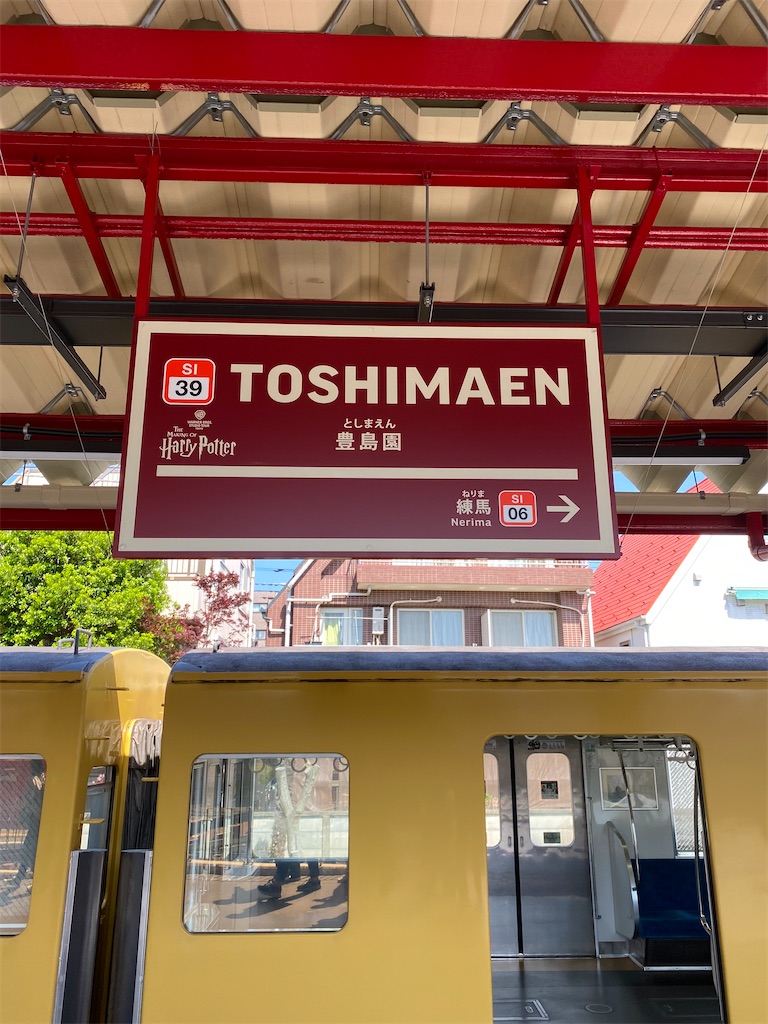 SI
39
TOSHIMAEN
WARNER BROS.
STUDIO TOUR
THE
MAKING OF
Harry Potter
としまえん
豊島園
ねりま
練馬
Nerima
SI
06